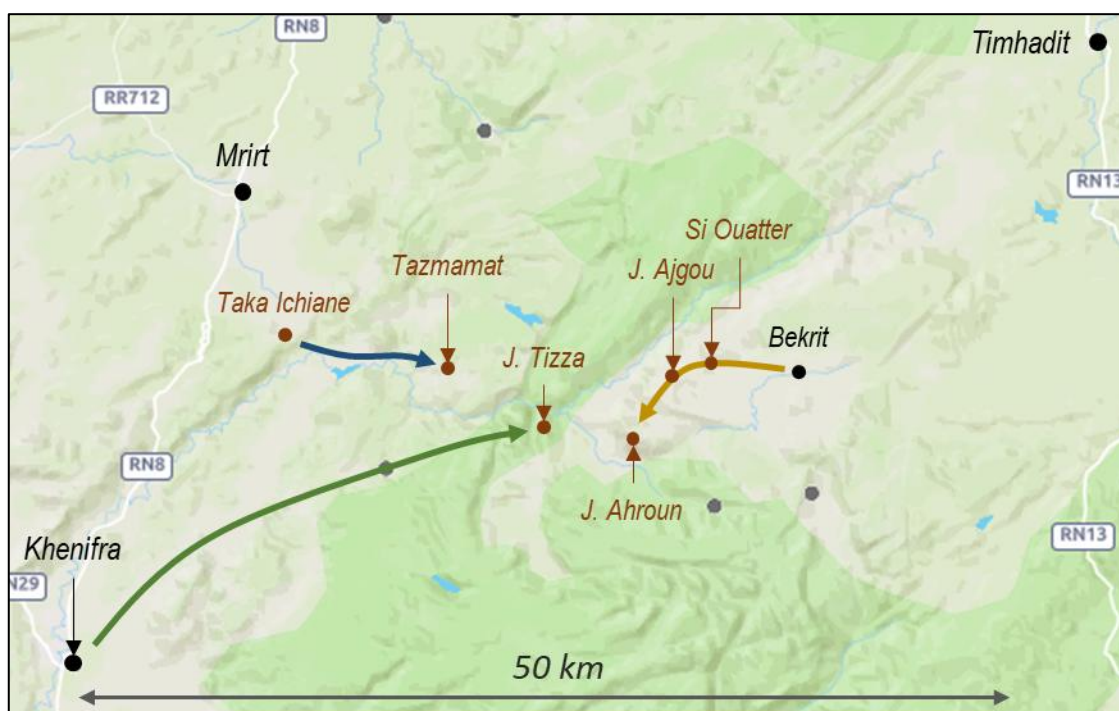 RN8
Timhadit
RR712
Mrirt
RN13
Si Ouatter
J. Ajgou
Tazmamat
Taka Ichiane
Bekrit
J. Tizza
RN8
J. Ahroun
RN13
Khenifra
N29
50 km